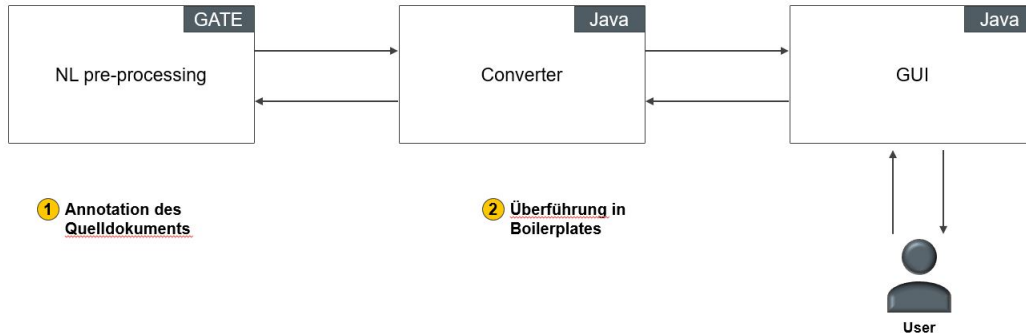 GATE
NL pre-processing
Java
Converter
Java
GUI
1 Annotation des
Quelldokuments
2 Überführung in
Boilerplates
User